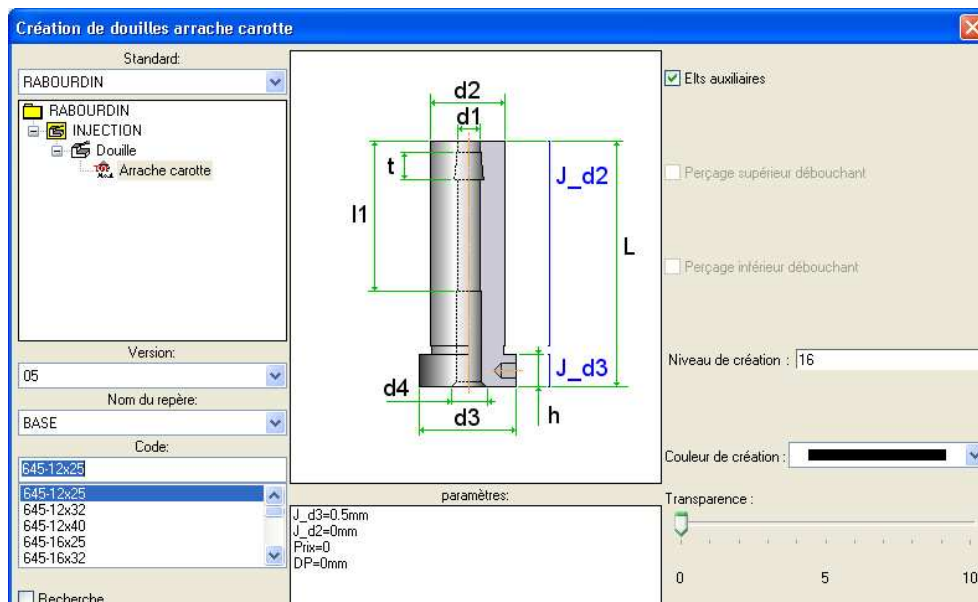 Création de douilles arrache carotte
Standard:
RABOURDIN
RABOURDIN
INJECTION
Douille
Arrache carotte
Version:
05
Nom du repère:
BASE
Code:
645-12x25
645-12x25
645-12x32
645-12x40
645-16x25
645-16x32
Recherche
d2
d1
t
l1
J_d2
L
J_d3
d4
d3
h
paramètres:
J_d3=0.5mm
J_d2=0mm
Prix=0
DP=0mm
Elts auxiliaires
Perçage supérieur débouchant
Perçage inférieur débouchant
Niveau de création : 16
Couleur de création :
Transparence :
0 5 10